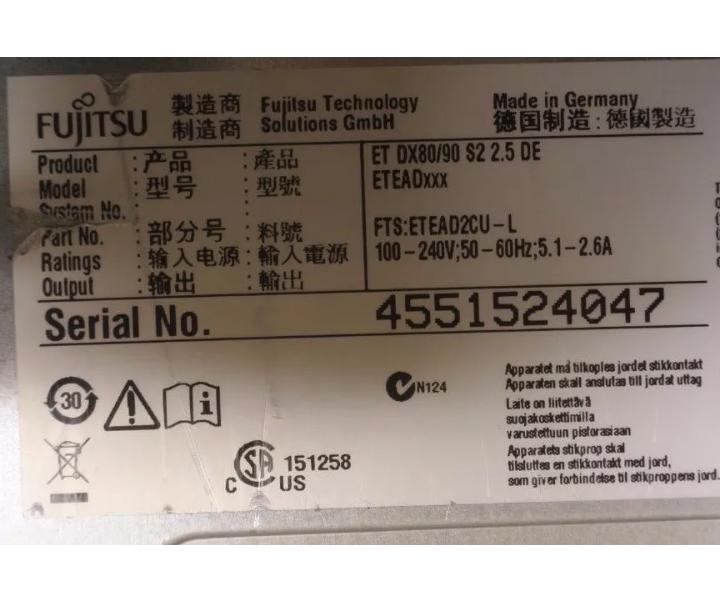 FUJITSU 製造商 Fujitsu Technology Made in Germany
制造商 Solutions GmbH 德国制造:德國製造
Product :产品 :產品 ET DX80/90 S2 2.5 DE
Model :型号 :型號 ETEADxxx
System No. : :
Part No. :部分号 :料號 FTS:ETEAD2CU-L
Ratings :输入电源 :輸入電源 100-240V;50-60Hz;5.1-2.6A
Output :输出 :輸出
Serial No. 4551524047
30
i
N124
Apparatet må tilkoples jordet stikkontakt
Apparaten skall anslutas till jordat uttag
Laite on liitettävä
suojakoskettimilla
varustettuun pistorasiaan
Apparatets stikprop skal
tilsluttes en stikkontakt med jord,
som giver forbindelse til stikproppens jord.
C SA US 151258